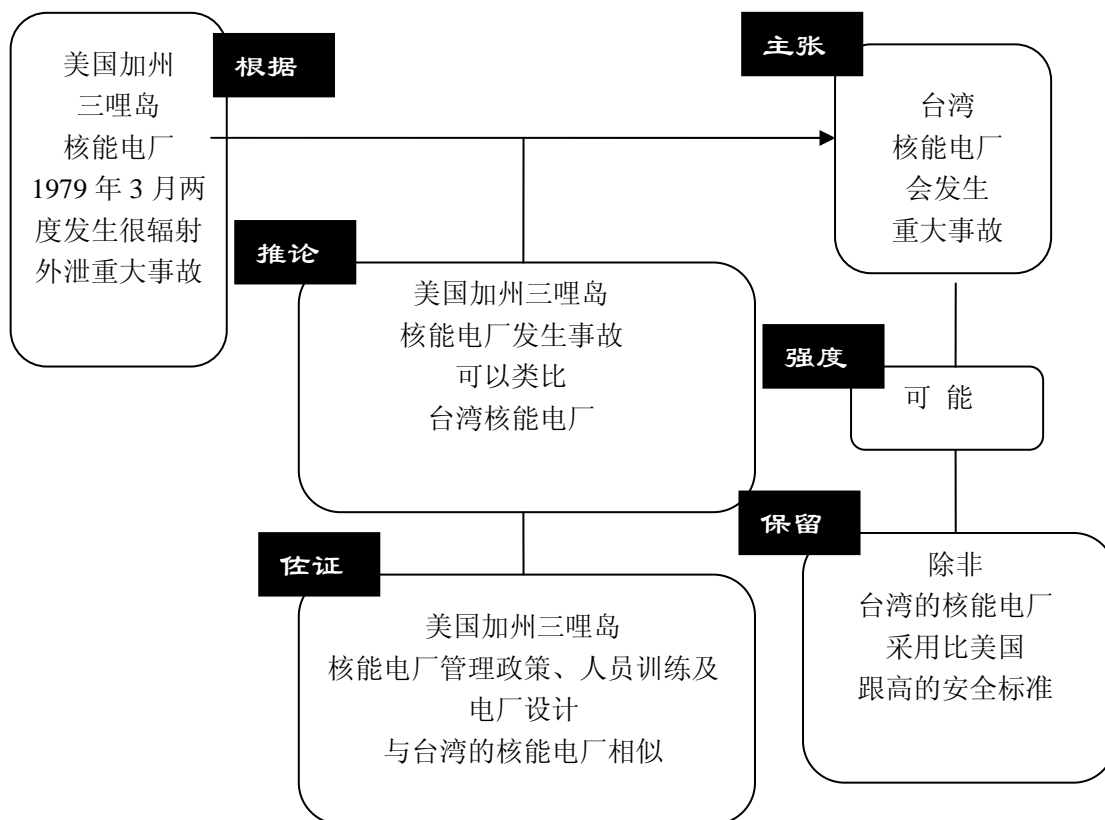 根据
美国加州
三哩岛
核能电厂
1979 年 3 月两
度发生很辐射
外泄重大事故
主张
台湾
核能电厂
会发生
重大事故
推论
美国加州三哩岛
核能电厂发生事故
可以类比
台湾核能电厂
强度
可 能
佐证
美国加州三哩岛
核能电厂管理政策、人员训练及
电厂设计
与台湾的核能电厂相似
保留
除非
台湾的核能电厂
采用比美国
跟高的安全标准